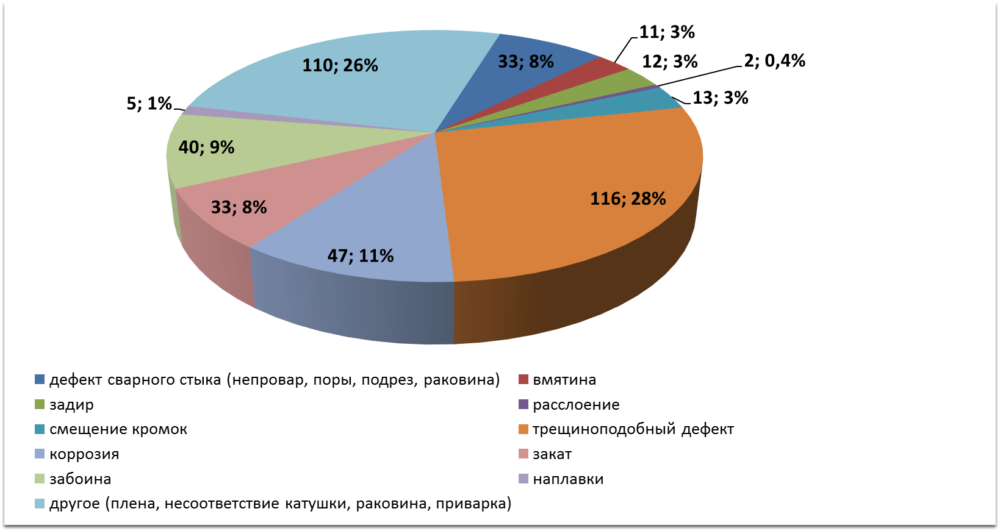 11; 3%
110; 26%
33; 8%
12; 3%
2; 0,4%
5; 1%
13; 3%
40; 9%
116; 28%
33; 8%
47; 11%
дефект сварного стыка (непровар, поры, подрез, раковина)
вмятина
задир
расслоение
смещение кромок
трещиноподобный дефект
коррозия
закат
забоина
наплавки
другое (плена, несоответствие катушки, раковина, приварка)